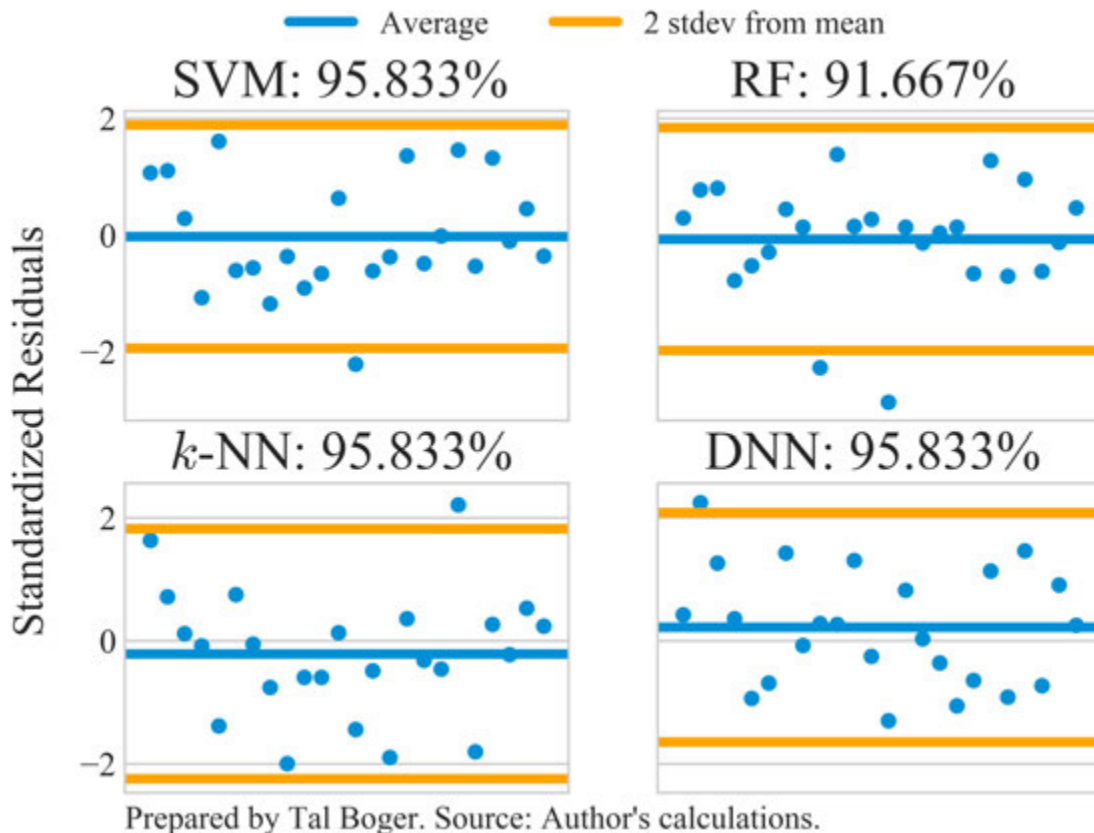 Average 2 stdev from mean
SVM: 95.833% RF: 91.667%
2
0
−2
Standardized Residuals
k-NN: 95.833% DNN: 95.833%
2
0
−2
Prepared by Tal Boger. Source: Author's calculations.